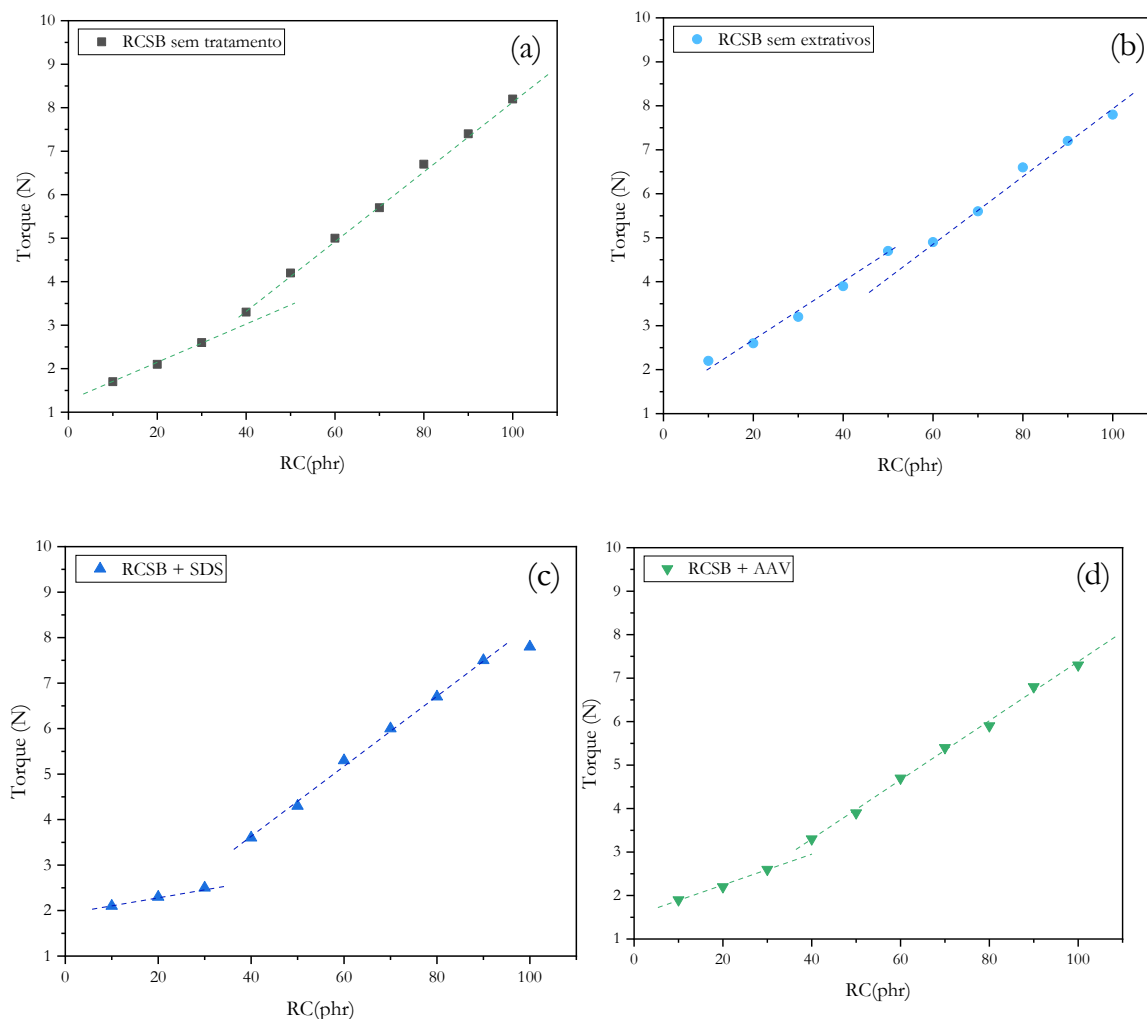 RCSB sem tratamento
(a)
10
9
8
7
6
5
4
3
2
1
Torque (N)
0 20 40 60 80 100
RC(phr)
RCSB sem extrativos
(b)
10
9
8
7
6
5
4
3
2
1
Torque (N)
0 20 40 60 80 100
RC(phr)
RCSB + SDS
(c)
10
9
8
7
6
5
4
3
2
1
Torque (N)
0 20 40 60 80 100
RC(phr)
RCSB + AAV
(d)
10
9
8
7
6
5
4
3
2
1
Torque (N)
0 20 40 60 80 100
RC(phr)